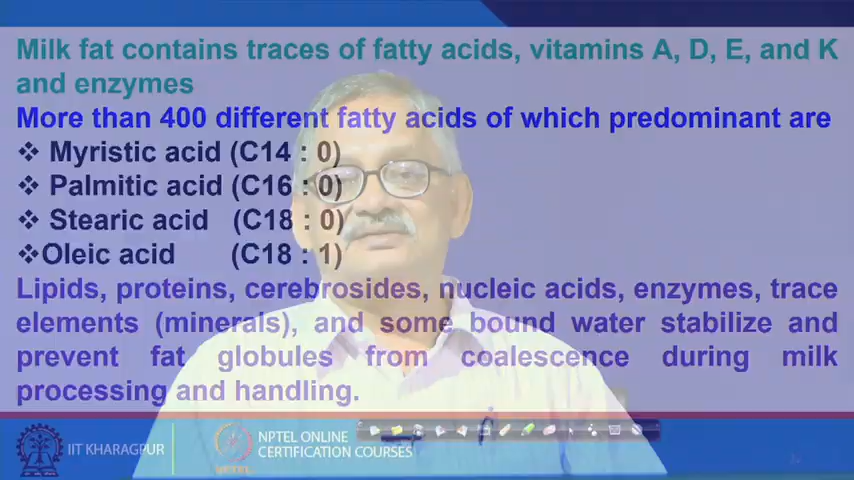 Milk fat contains traces of fatty acids, vitamins A, D, E, and K
and enzymes
More than 400 different fatty acids of which predominant are
❖ Myristic acid (C14 : 0)
❖ Palmitic acid (C16 : 0)
❖ Stearic acid (C18 : 0)
❖Oleic acid (C18 : 1)
Lipids, proteins, cerebrosides, nucleic acids, enzymes, trace
elements (minerals), and some bound water stabilize and
prevent fat globules from coalescence during milk
processing and handling.
IIT KHARAGPUR
NPTEL ONLINE
CERTIFICATION COURSES
NPTEL